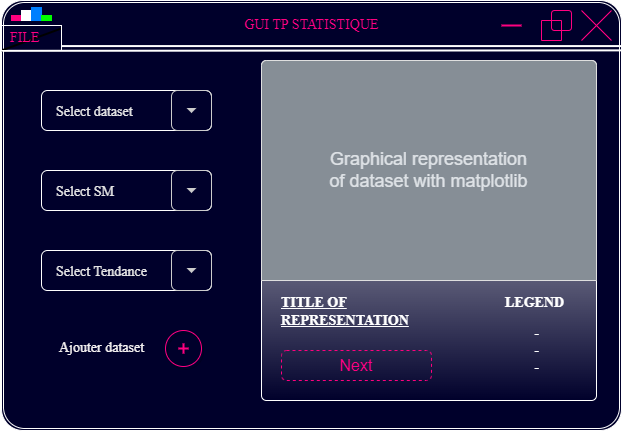 GUI TP STATISTIQUE
FILE
Select dataset
Select SM
Select Tendance
Ajouter dataset
+
Graphical representation
of dataset with matplotlib
TITLE OF
REPRESENTATION
Next
LEGEND
-
-
-